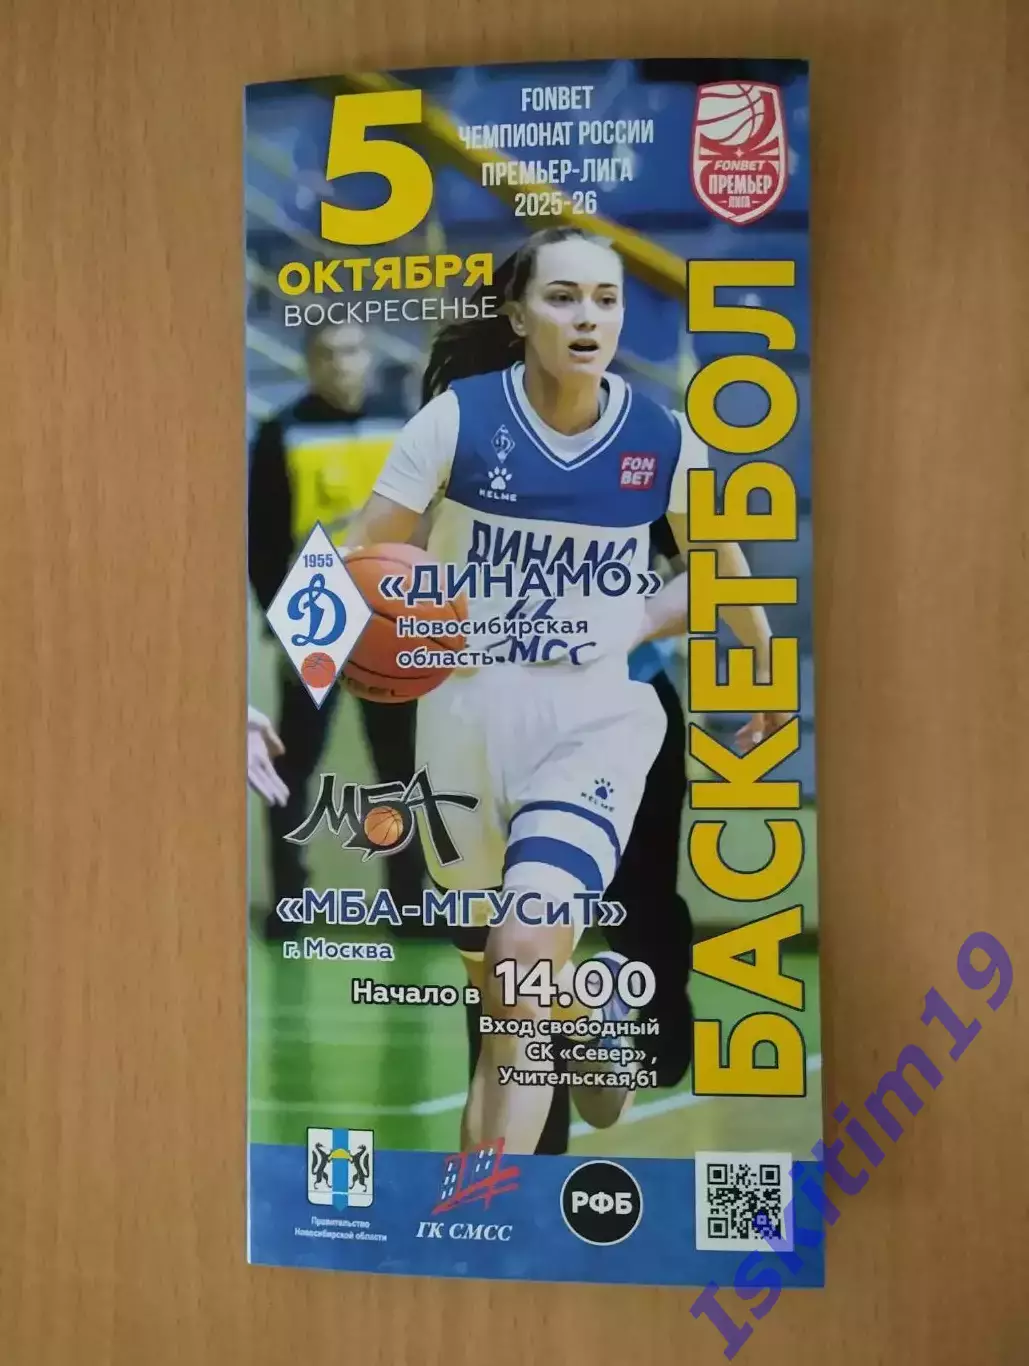 5
ОКТЯБРЯ
ВОСКРЕСЕНЬЕ
FONBET
ЧЕМПИОНАТ РОССИИ
ПРЕМЬЕР-ЛИГА
2025-26
FONBET
ПРЕМЬЕР
ЛИГА
БАСКЕТБОЛ
KELME
FON
BET
ДИНАМО
СМСС
1955
Д
«ДИНАМО»
Новосибирская
область
KELME
МБА
«МБА-МГУСиТ»
г. Москва
Начало в 14.00
Вход свободный
СК «Север» ,
Учительская,61
Правительство
Новосибирской области
ГК СМСС
РФБ
Iskitim19